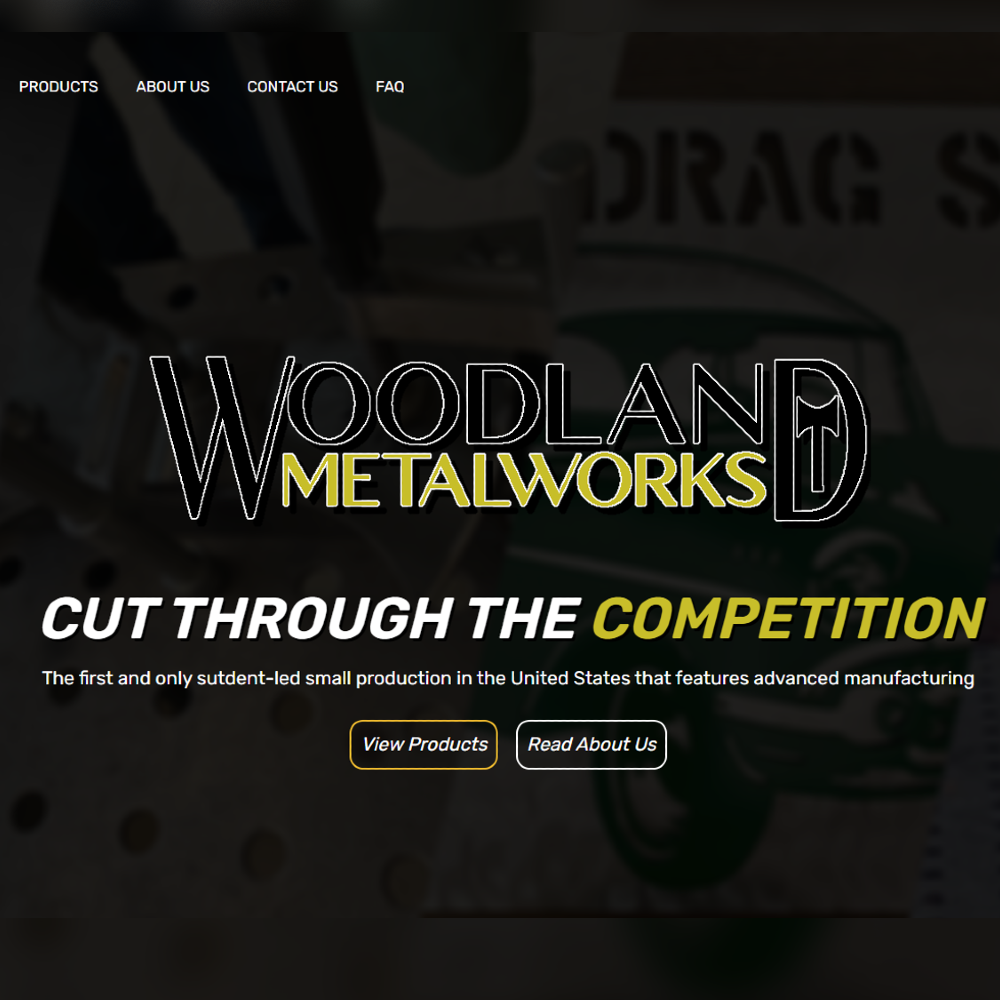 PRODUCTS ABOUT US CONTACT US FAQ
DRAG S
WOODLAND
METALWORKS
CUT THROUGH THE COMPETITION
The first and only sutdent-led small production in the United States that features advanced manufacturing
View Products Read About Us